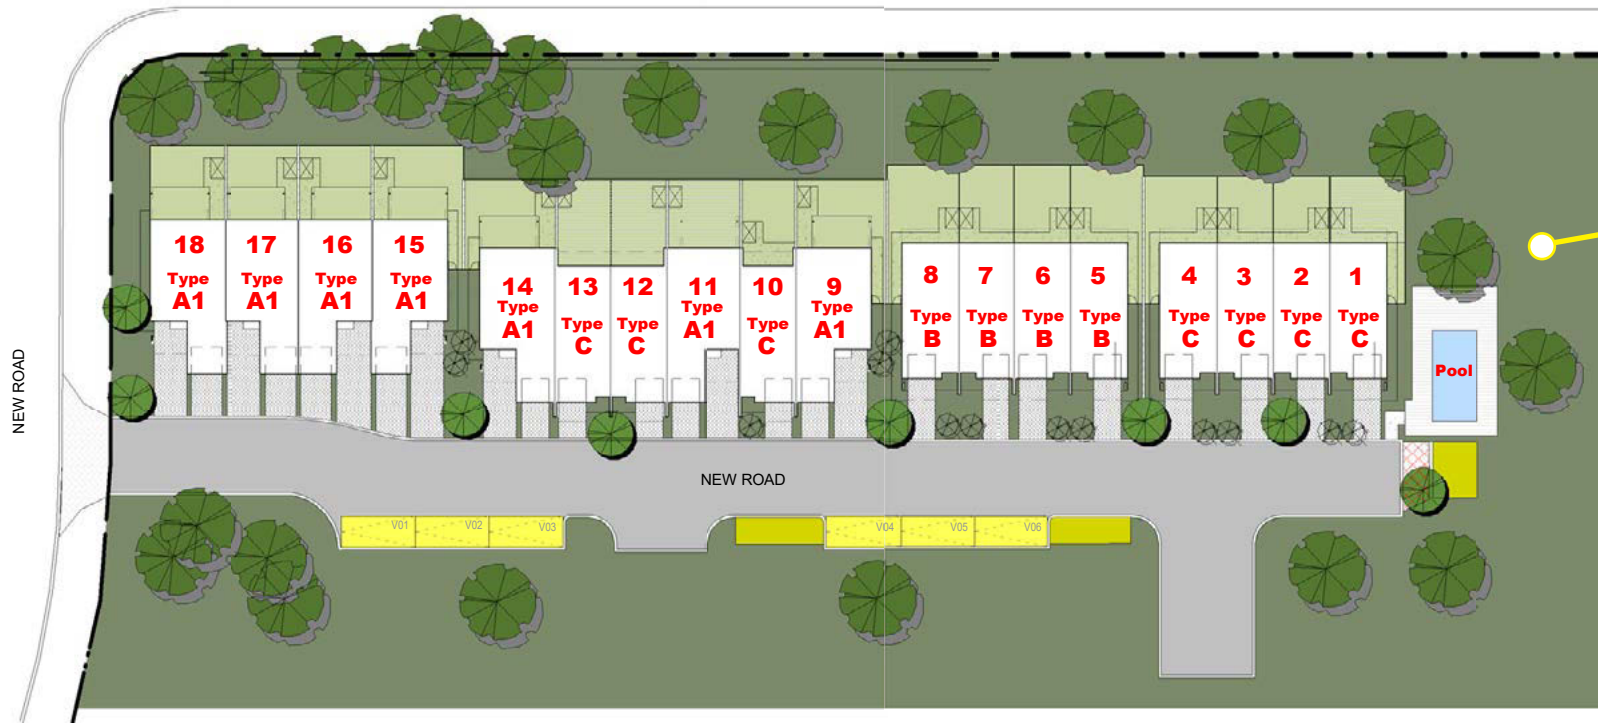 18
Type
A1
17
Type
A1
16
Type
A1
15
Type
A1
14
Type
A1
13
Type
C
12
Type
C
11
Type
A1
10
Type
C
9
Type
A1
8
Type
B
7
Type
B
6
Type
B
5
Type
B
4
Type
C
3
Type
C
2
Type
C
1
Type
C
Pool
NEW ROAD
NEW ROAD
V01
V02
V03
V04
V05
V06